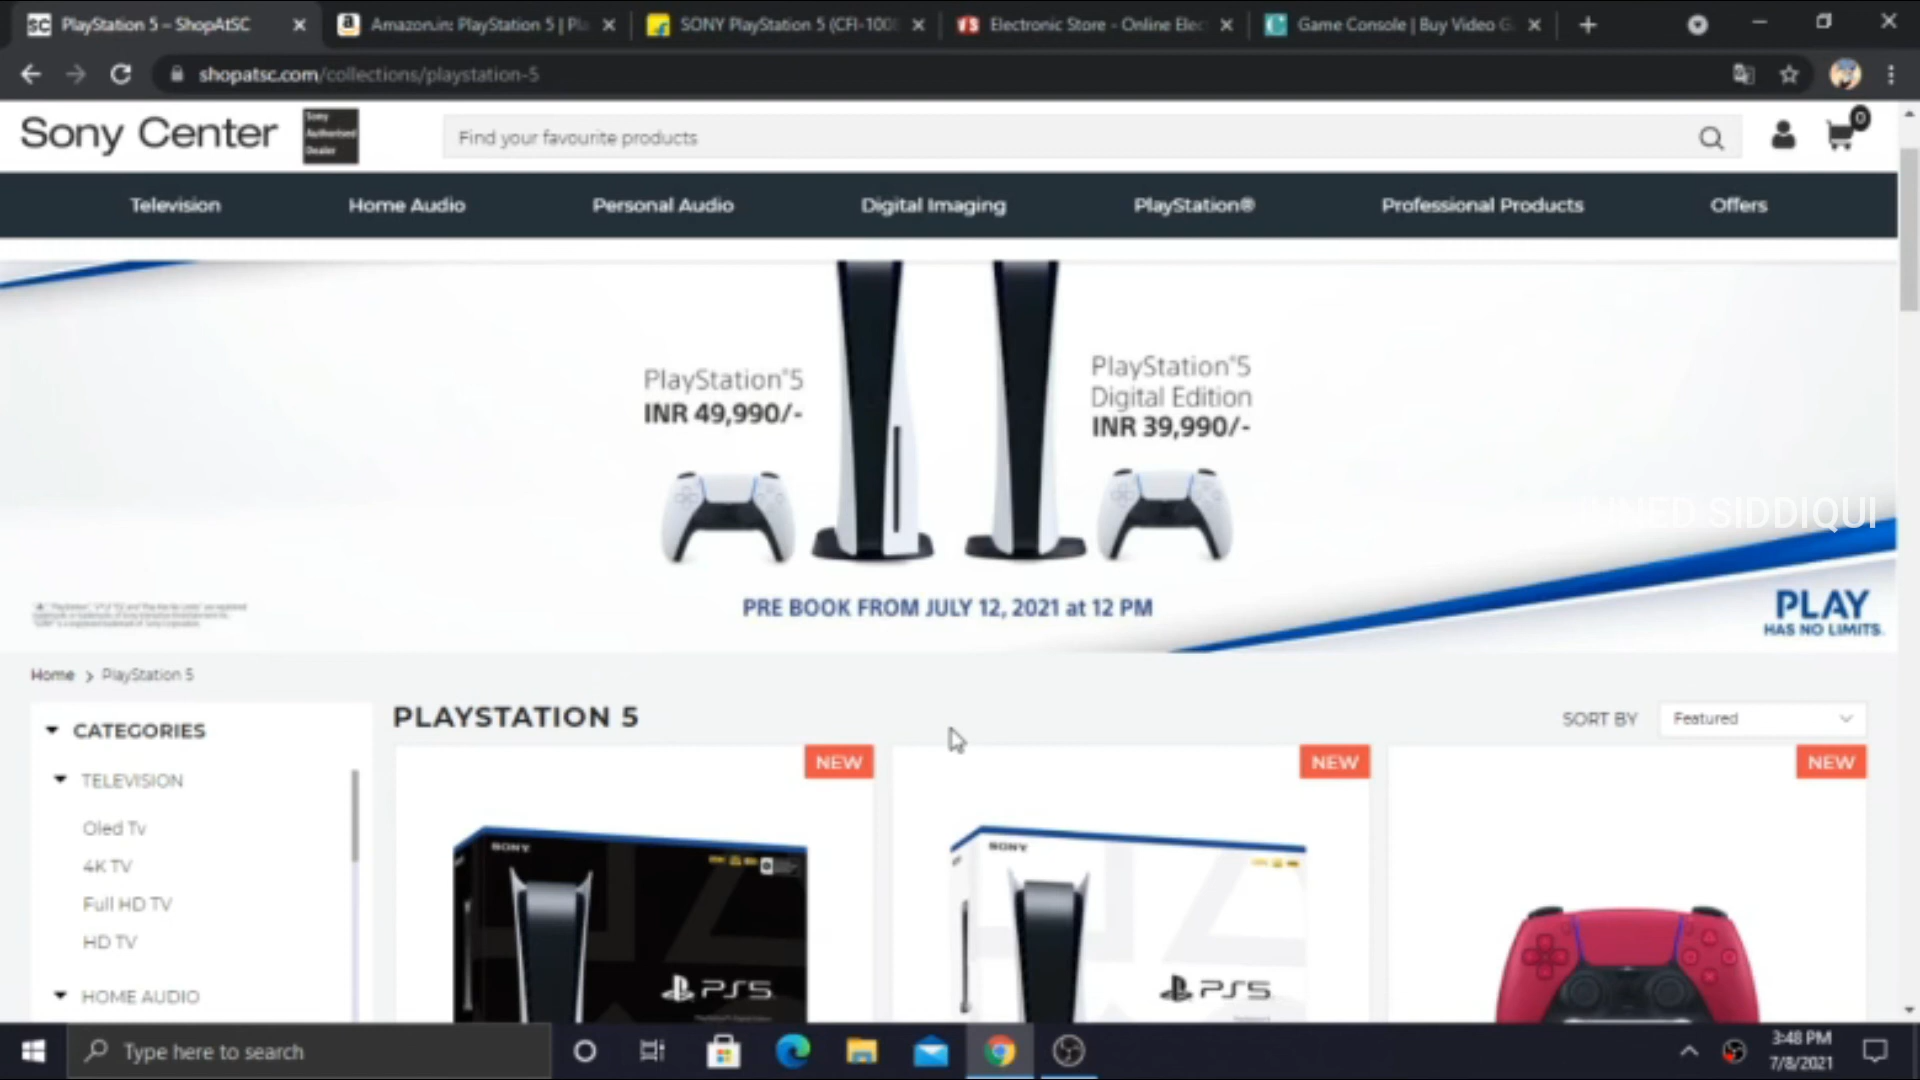 PlayStation 5 – ShopAtSC
Amazon.in: PlayStation 5 | Pl
SONY PlayStation 5 (CFI-100
Electronic Store - Online Elec
Game Console | Buy Video G
shopatsc.com/collections/playstation-5
Sony Center
Sony
Authorised
Dealer
Find your favourite products
0
Television
Home Audio
Personal Audio
Digital Imaging
PlayStation®
Professional Products
Offers
PlayStation®5
INR 49,990/-
PlayStation®5
Digital Edition
INR 39,990/-
SIDDIQUI
PRE BOOK FROM JULY 12, 2021 at 12 PM
PLAY
HAS NO LIMITS.
Home > PlayStation 5
CATEGORIES
TELEVISION
Oled Tv
4K TV
Full HD TV
HD TV
HOME AUDIO
PLAYSTATION 5
SORT BY
Featured
NEW
NEW
NEW
SONY
PS5
SONY
PS5
Type here to search
3:48 PM
7/8/2021